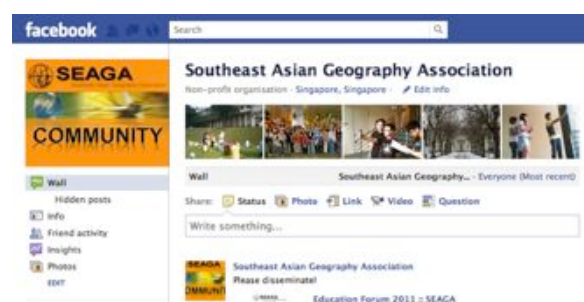 facebook
Search
SEAGA
COMMUNITY
Southeast Asian Geography Association
Non-profit organisation · Singapore, Singapore · Edit info
Wall
Hidden posts
Info
Friend activity
Insights
Photos
EDIT
Wall Southeast Asian Geography... · Everyone (Most recent)
Share: Status Photo Link Video Question
Write something...
SEAGA
Southeast Asian Geography Association
Please disseminate!
Education Forum 2011 :: SEAGA